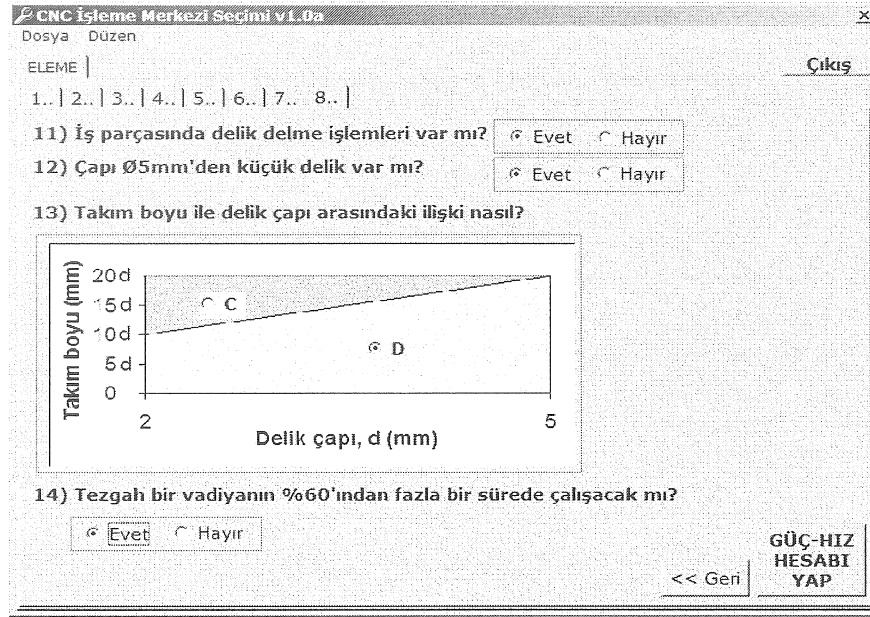 CNC İşleme Merkezi Seçimi v1.0a
x
Dosya Düzen
ELEME
Çıkış
1.. 2.. 3.. 4.. 5.. 6.. 7.. 8..
11) İş parçasında delik delme işlemleri var mı? Evet Hayır
12) Çapı Ø5mm'den küçük delik var mı? Evet Hayır
13) Takım boyu ile delik çapı arasındaki ilişki nasıl?
Takım boyu (mm)
20d
15d C
10d
D
5d
0
2 5
Delik çapı, d (mm)
14) Tezgah bir vadiyanın %60'ından fazla bir sürede çalışacak mı?
Evet Hayır
<< Geri
GÜÇ-HIZ
HESABI
YAP